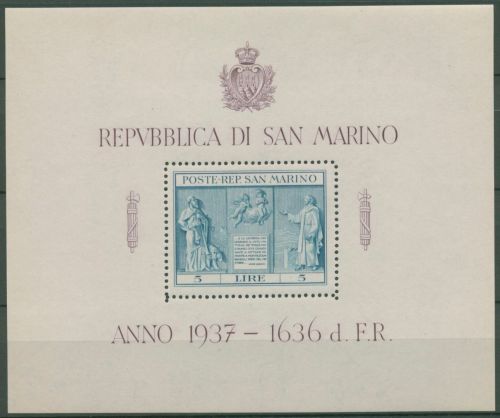 REPVBBLICA DI SAN MARINO
POSTE·REP. SAN MARINO
5 LIRE 5
ANNO 1937 – 1636 d. F.R.